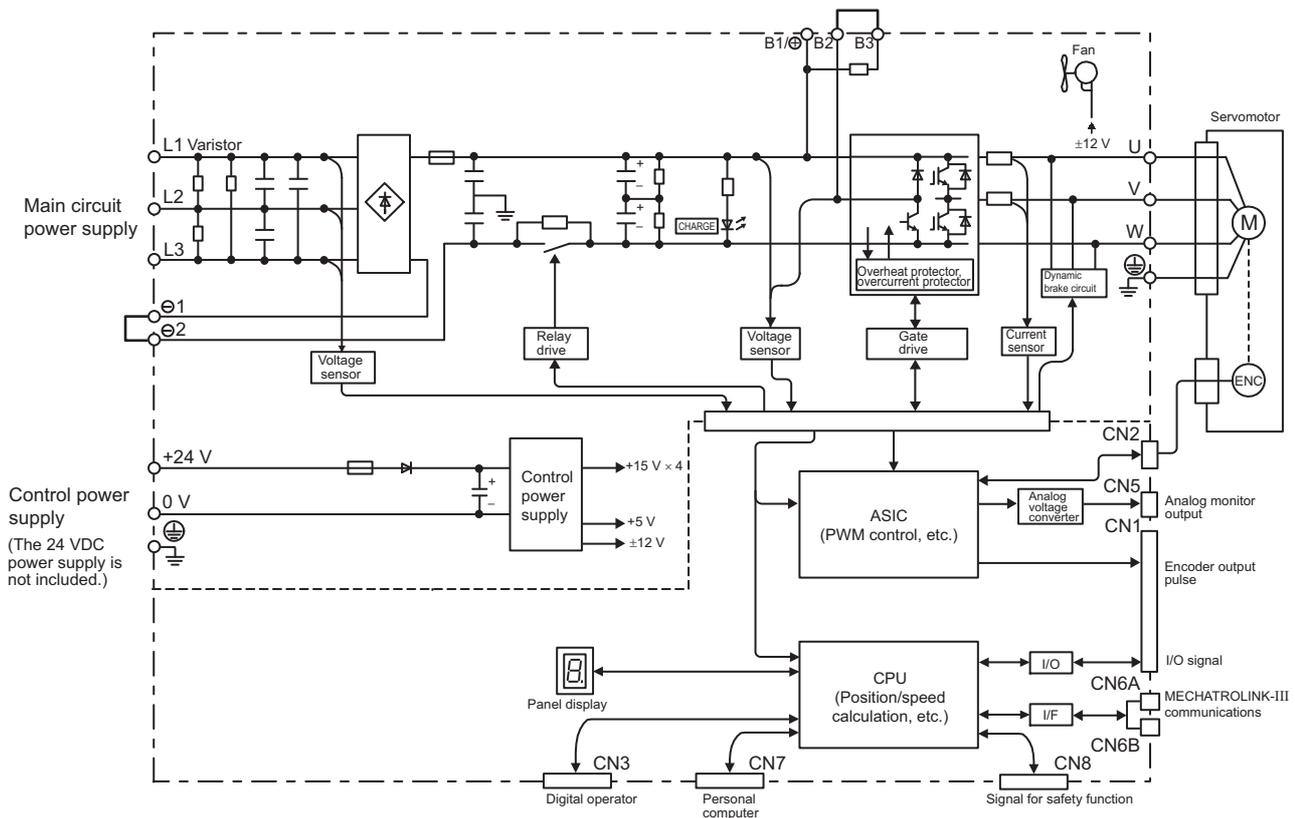 B1/⊕ B2 B3
Fan
±12 V
Servomotor
L1 Varistor
L2
L3
Main circuit
power supply
⊖1
⊖2
+
–
+
–
CHARGE
Overheat protector,
overcurrent protector
U
V
W
M
Dynamic
brake circuit
Voltage
sensor
Relay
drive
Voltage
sensor
Gate
drive
Current
sensor
ENC
+24 V
0 V
Control power
supply
(The 24 VDC
power supply is
not included.)
+
–
Control
power
supply
+15 V × 4
+5 V
±12 V
ASIC
(PWM control, etc.)
Analog
voltage
converter
CN2
CN5
Analog monitor
output
CN1
Encoder output
pulse
I/O signal
CPU
(Position/speed
calculation, etc.)
I/O
I/F
CN6A
MECHATROLINK-III
communications
CN6B
8.
Panel display
CN3
Digital operator
CN7
Personal
computer
CN8
Signal for safety function